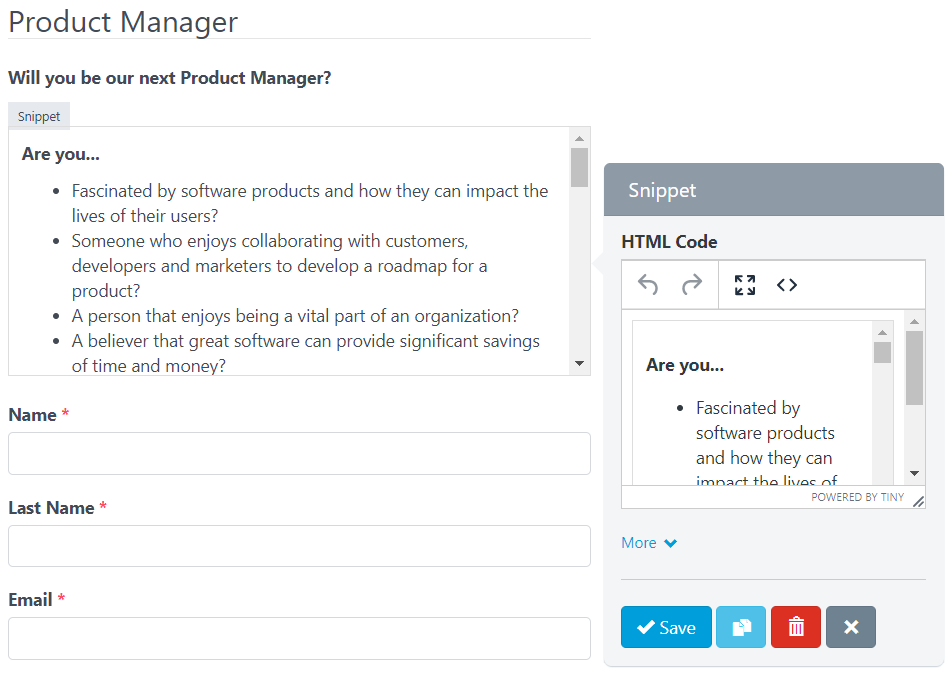 Product Manager
Will you be our next Product Manager?
Snippet
Are you...
Fascinated by software products and how they can impact the
lives of their users?
Someone who enjoys collaborating with customers,
developers and marketers to develop a roadmap for a
product?
A person that enjoys being a vital part of an organization?
A believer that great software can provide significant savings
of time and money?
Name *
Last Name *
Email *
Snippet
HTML Code
Are you...
Fascinated by
software products
and how they can
impact the lives of
POWERED BY TINY
More
Save